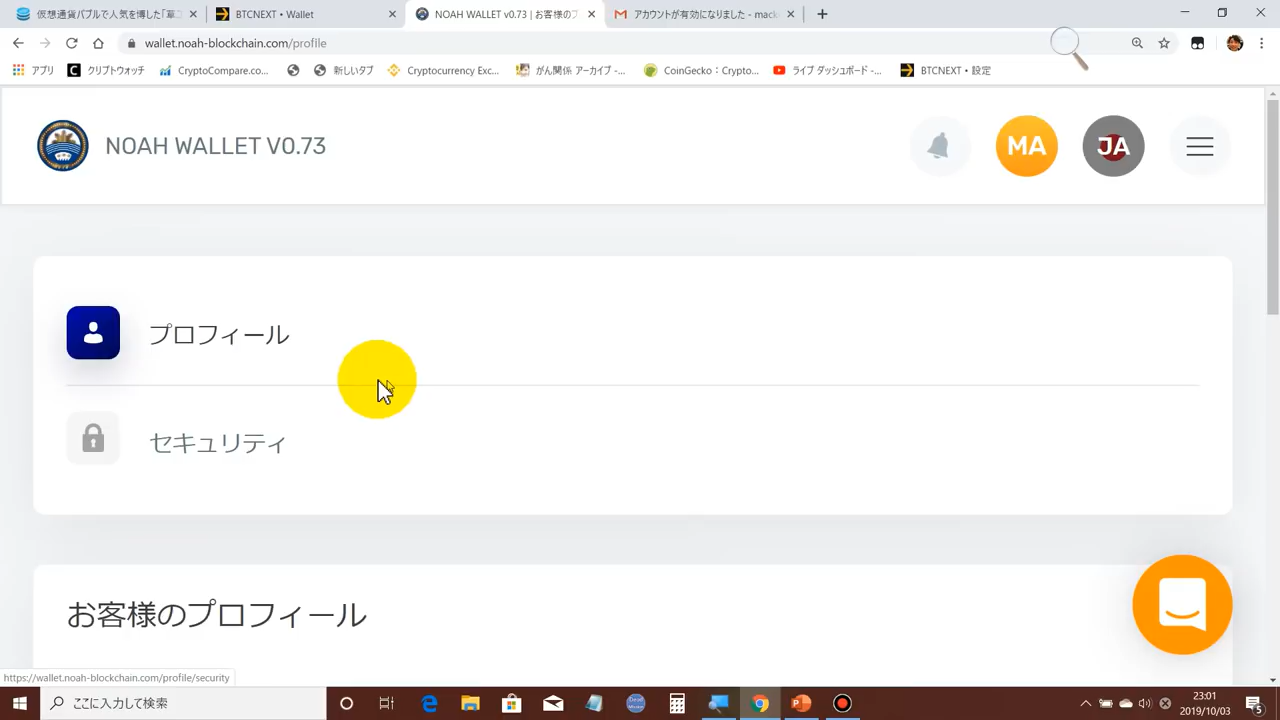 仮想通貨バブルで人気を博した「草コ
BTCNEXT • Wallet
NOAH WALLET v0.73 | お客様のプ
アカウントが有効になりました - mack
wallet.noah-blockchain.com/profile
アプリ
クリプトウォッチ
CryptoCompare.co...
新しいタブ
Cryptocurrency Exc...
がん関係 アーカイブ -...
CoinGecko：Crypto...
ライブ ダッシュボード -...
BTCNEXT • 設定
NOAH WALLET V0.73
MA
JA
プロフィール
セキュリティ
お客様のプロフィール
https://wallet.noah-blockchain.com/profile/security
ここに入力して検索
23:01
2019/10/03
5